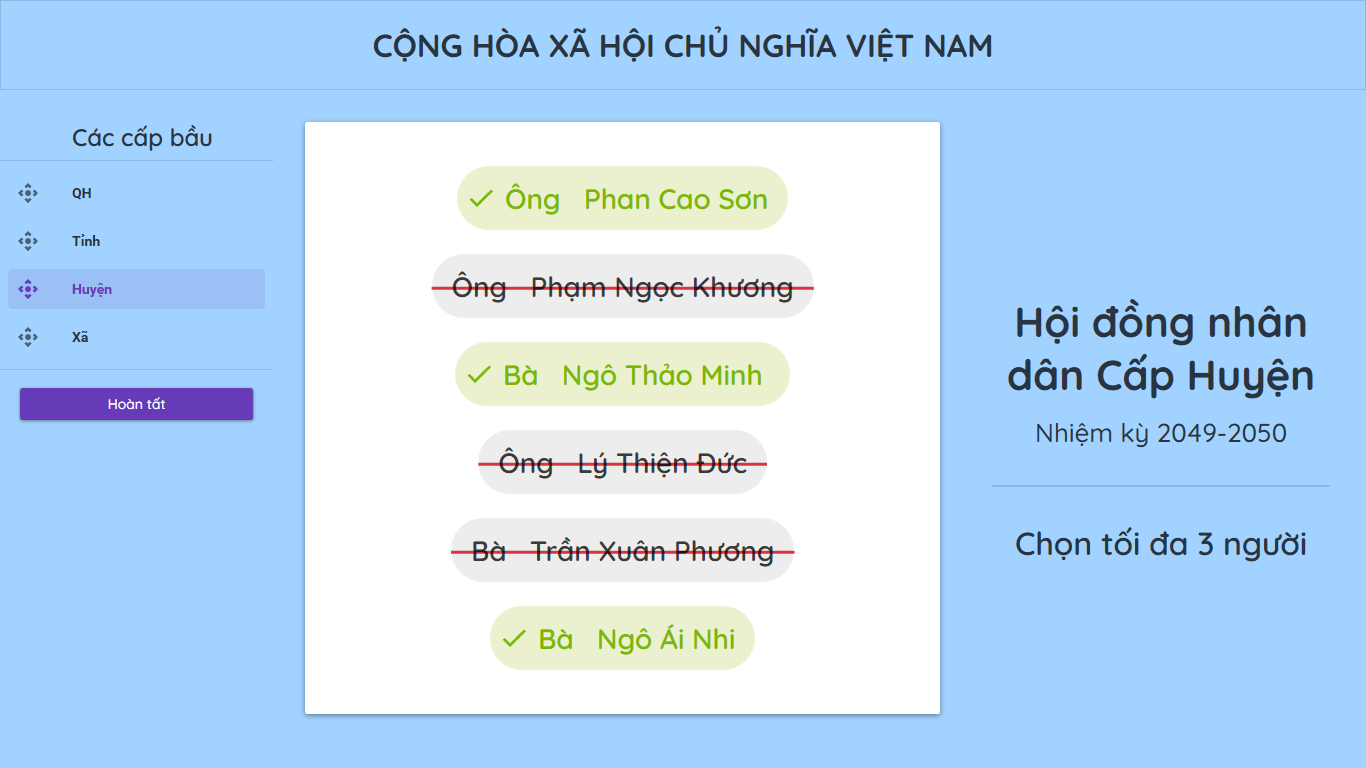 CỘNG HÒA XÃ HỘI CHỦ NGHĨA VIỆT NAM
Các cấp bầu
QH
Tỉnh
Huyện
Xã
Hoàn tất
Ông Phan Cao Sơn
Ông Phạm Ngọc Khương
Bà Ngô Thảo Minh
Ông Lý Thiện Đức
Bà Trần Xuân Phương
Bà Ngô Ái Nhi
Hội đồng nhân
dân Cấp Huyện
Nhiệm kỳ 2049-2050
Chọn tối đa 3 người